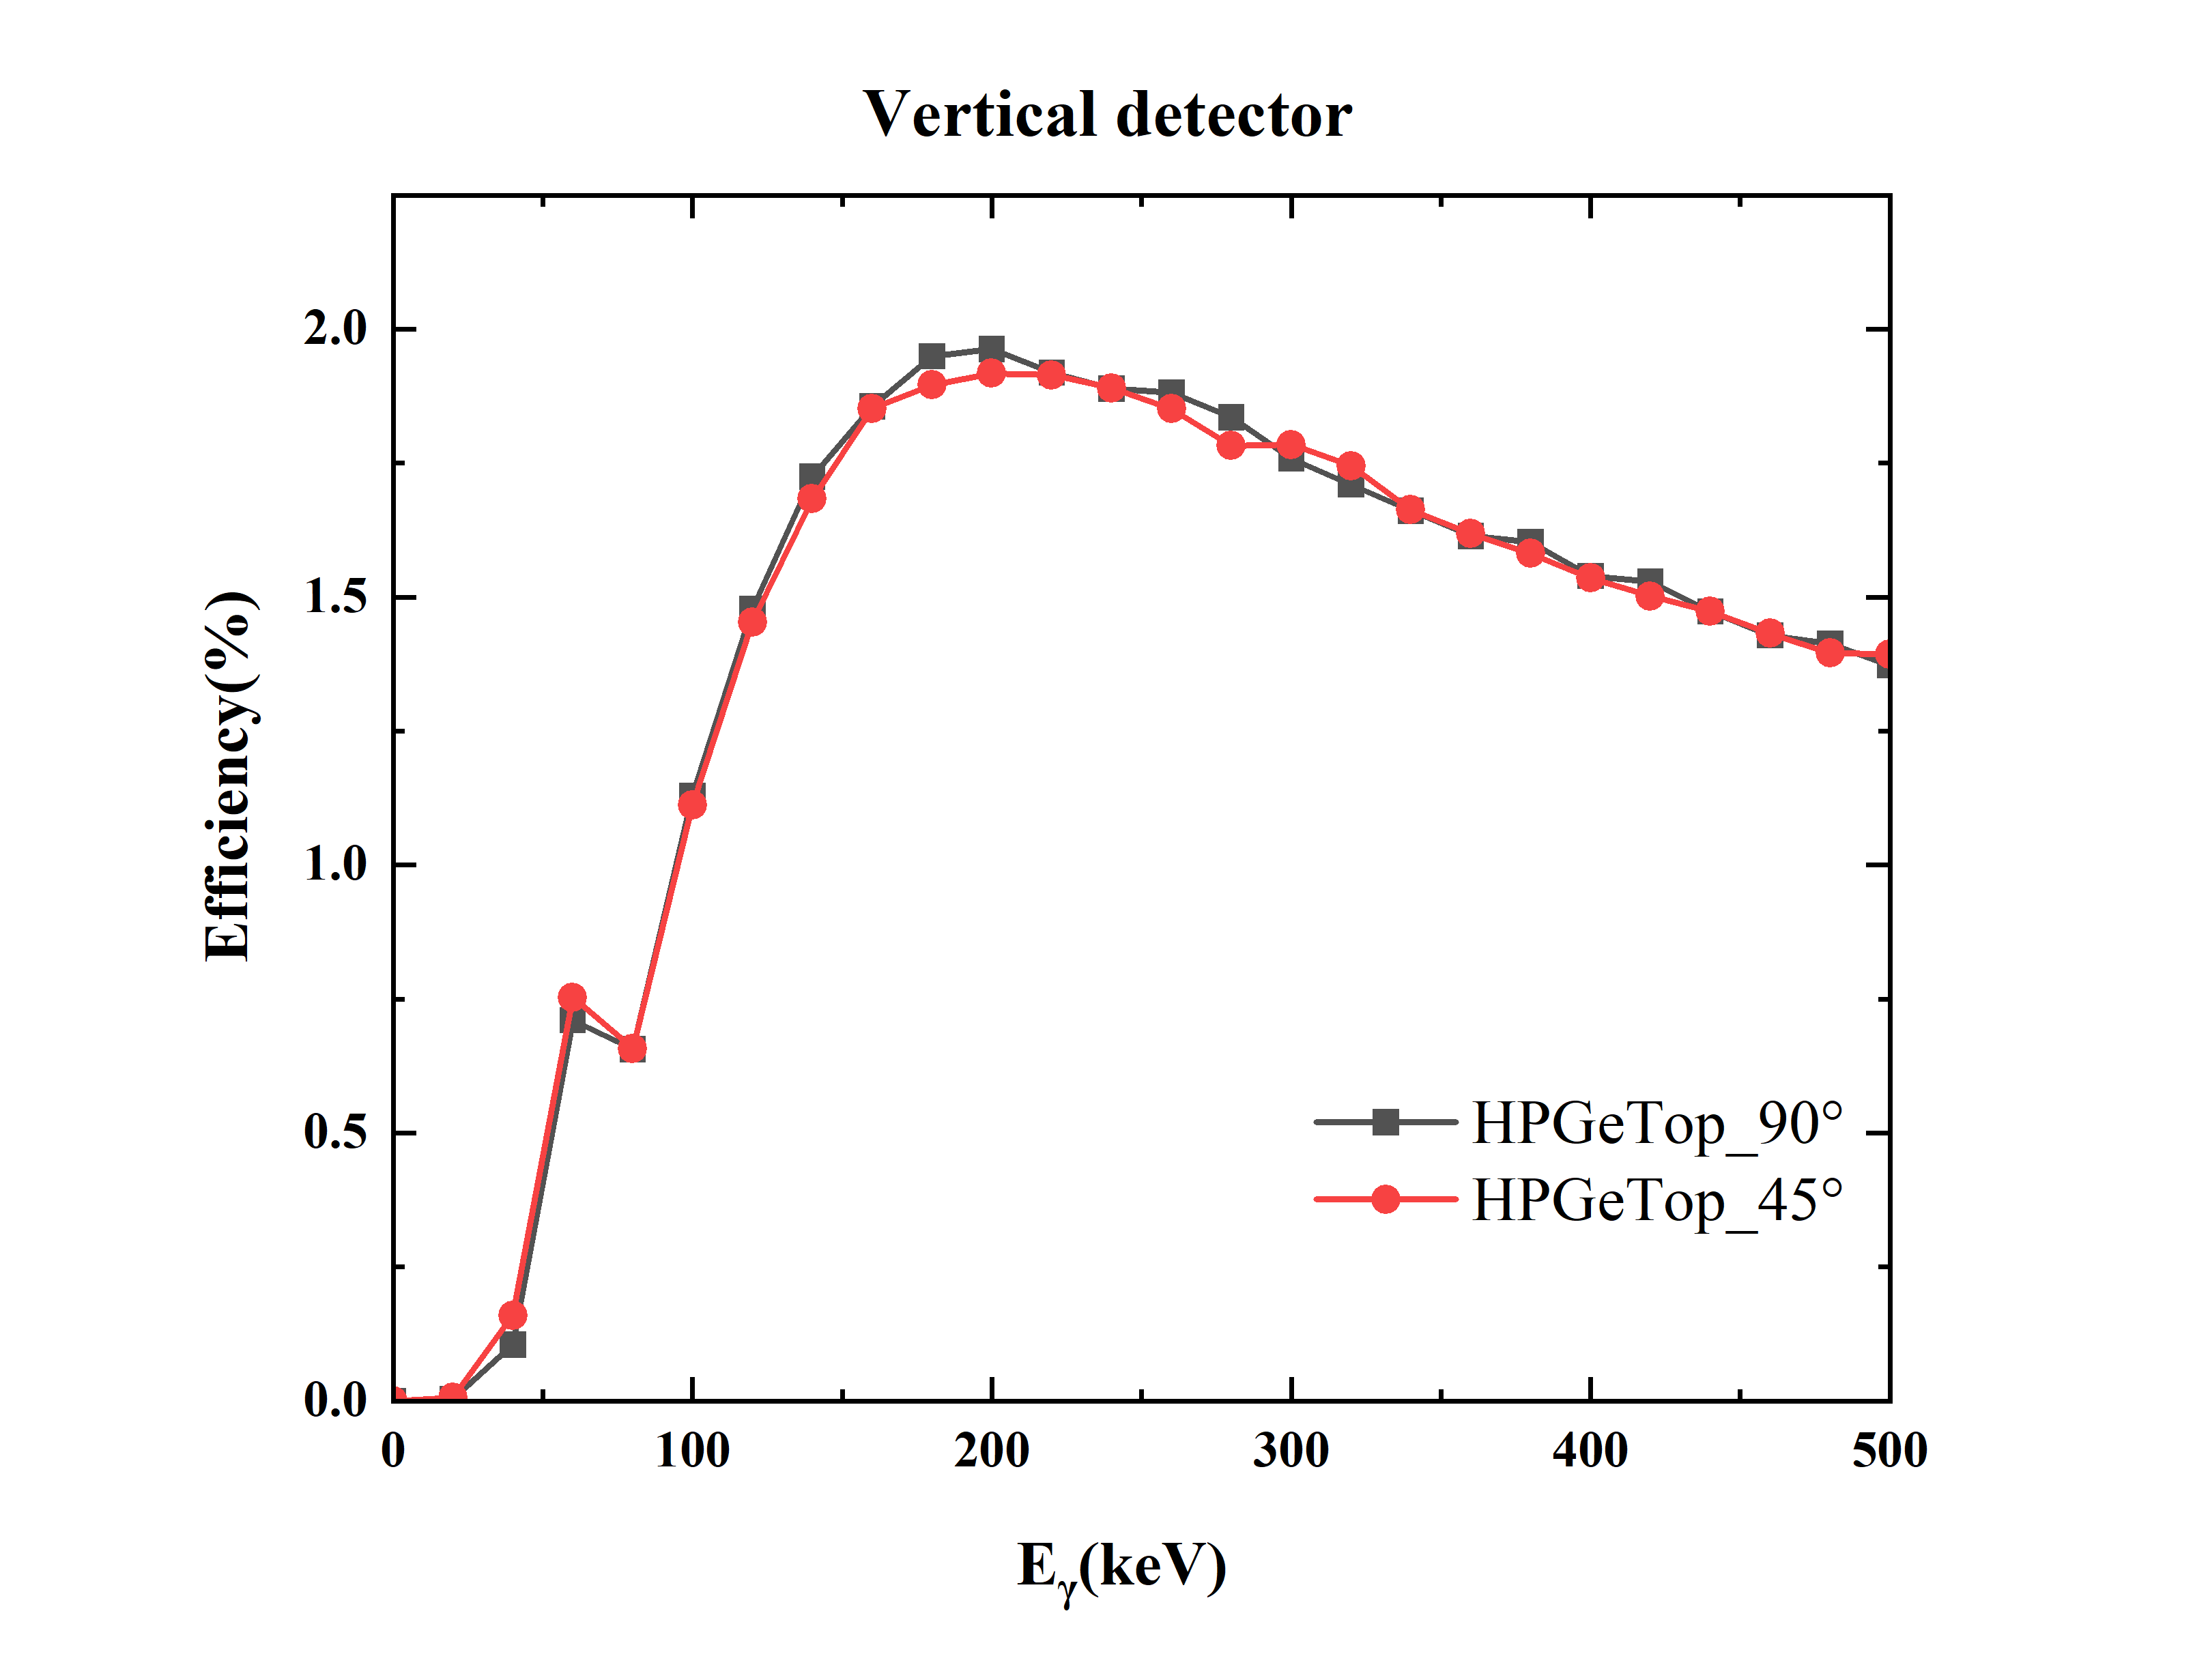 Vertical detector
2.0
1.5
1.0
0.5
0.0
Efficiency(%)
HPGeTop_90°
HPGeTop_45°
0 100 200 300 400 500
Eγ(keV)